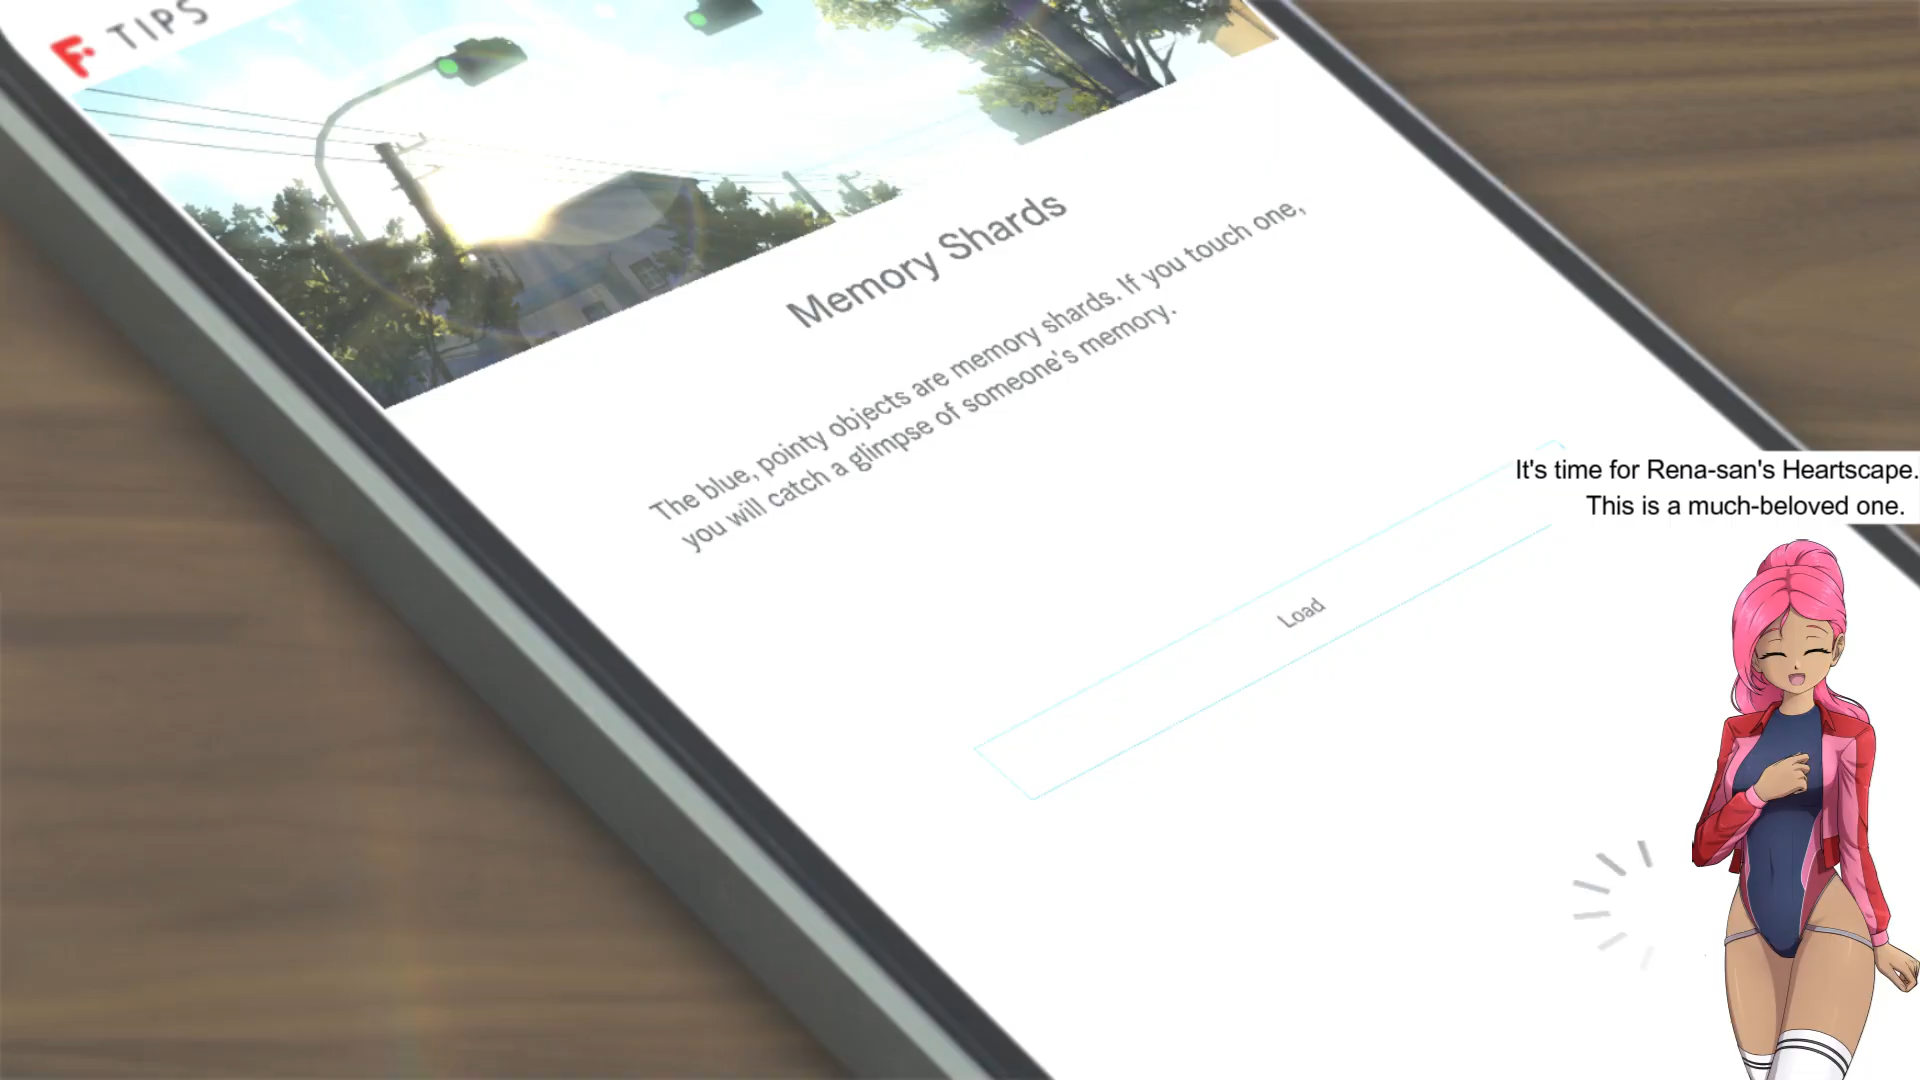 TIPS
Memory Shards
The blue, pointy objects are memory shards. If you touch one,
you will catch a glimpse of someone's memory.
Load
It's time for Rena-san's Heartscape.
This is a much-beloved one.